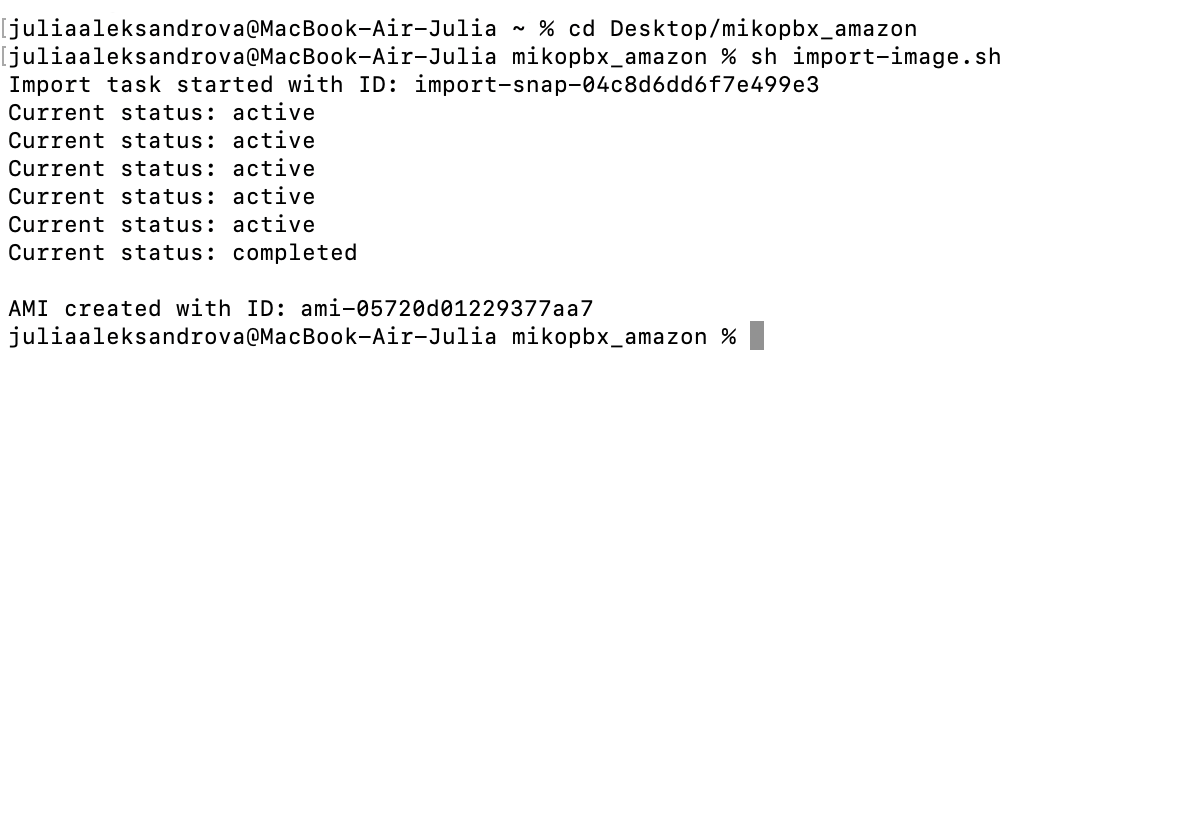 [juliaaleksandrova@MacBook-Air-Julia ~ % cd Desktop/mikopbx_amazon
[juliaaleksandrova@MacBook-Air-Julia mikopbx_amazon % sh import-image.sh
Import task started with ID: import-snap-04c8d6dd6f7e499e3
Current status: active
Current status: active
Current status: active
Current status: active
Current status: active
Current status: completed
AMI created with ID: ami-05720d01229377aa7
juliaaleksandrova@MacBook-Air-Julia mikopbx_amazon %